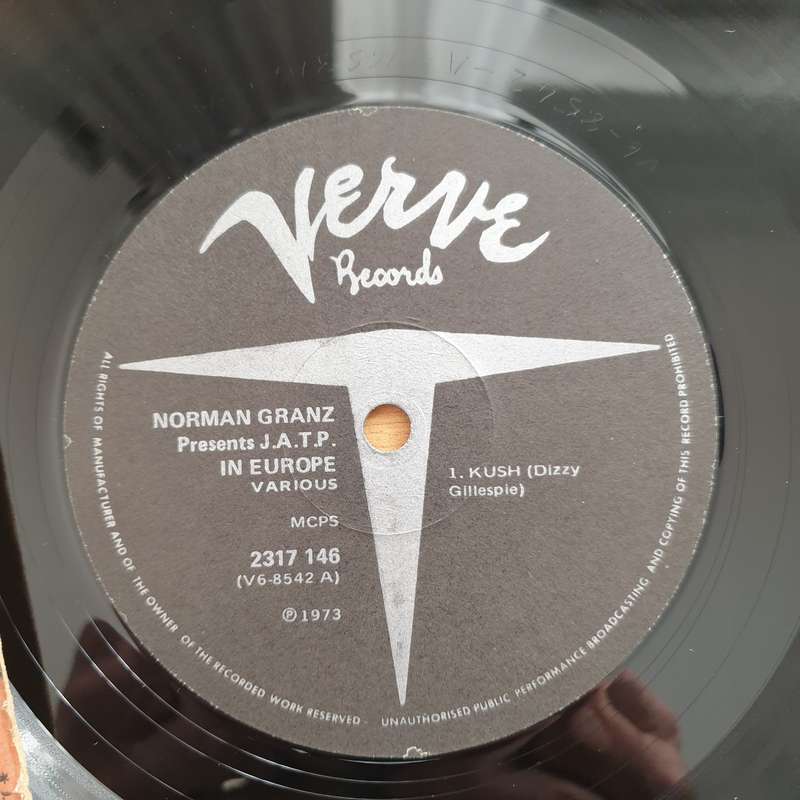 Verve
Records
NORMAN GRANZ
Presents J.A.T.P.
IN EUROPE
VARIOUS
MCPS
2317 146
(V6-8542 A)
℗ 1973
1. KUSH (Dizzy
Gillespie)
ALL RIGHTS OF MANUFACTURER AND OF THE OWNER OF THE RECORDED WORK RESERVED - UNAUTHORISED PUBLIC PERFORMANCE BROADCASTING AND COPYING OF THIS RECORD PROHIBITED